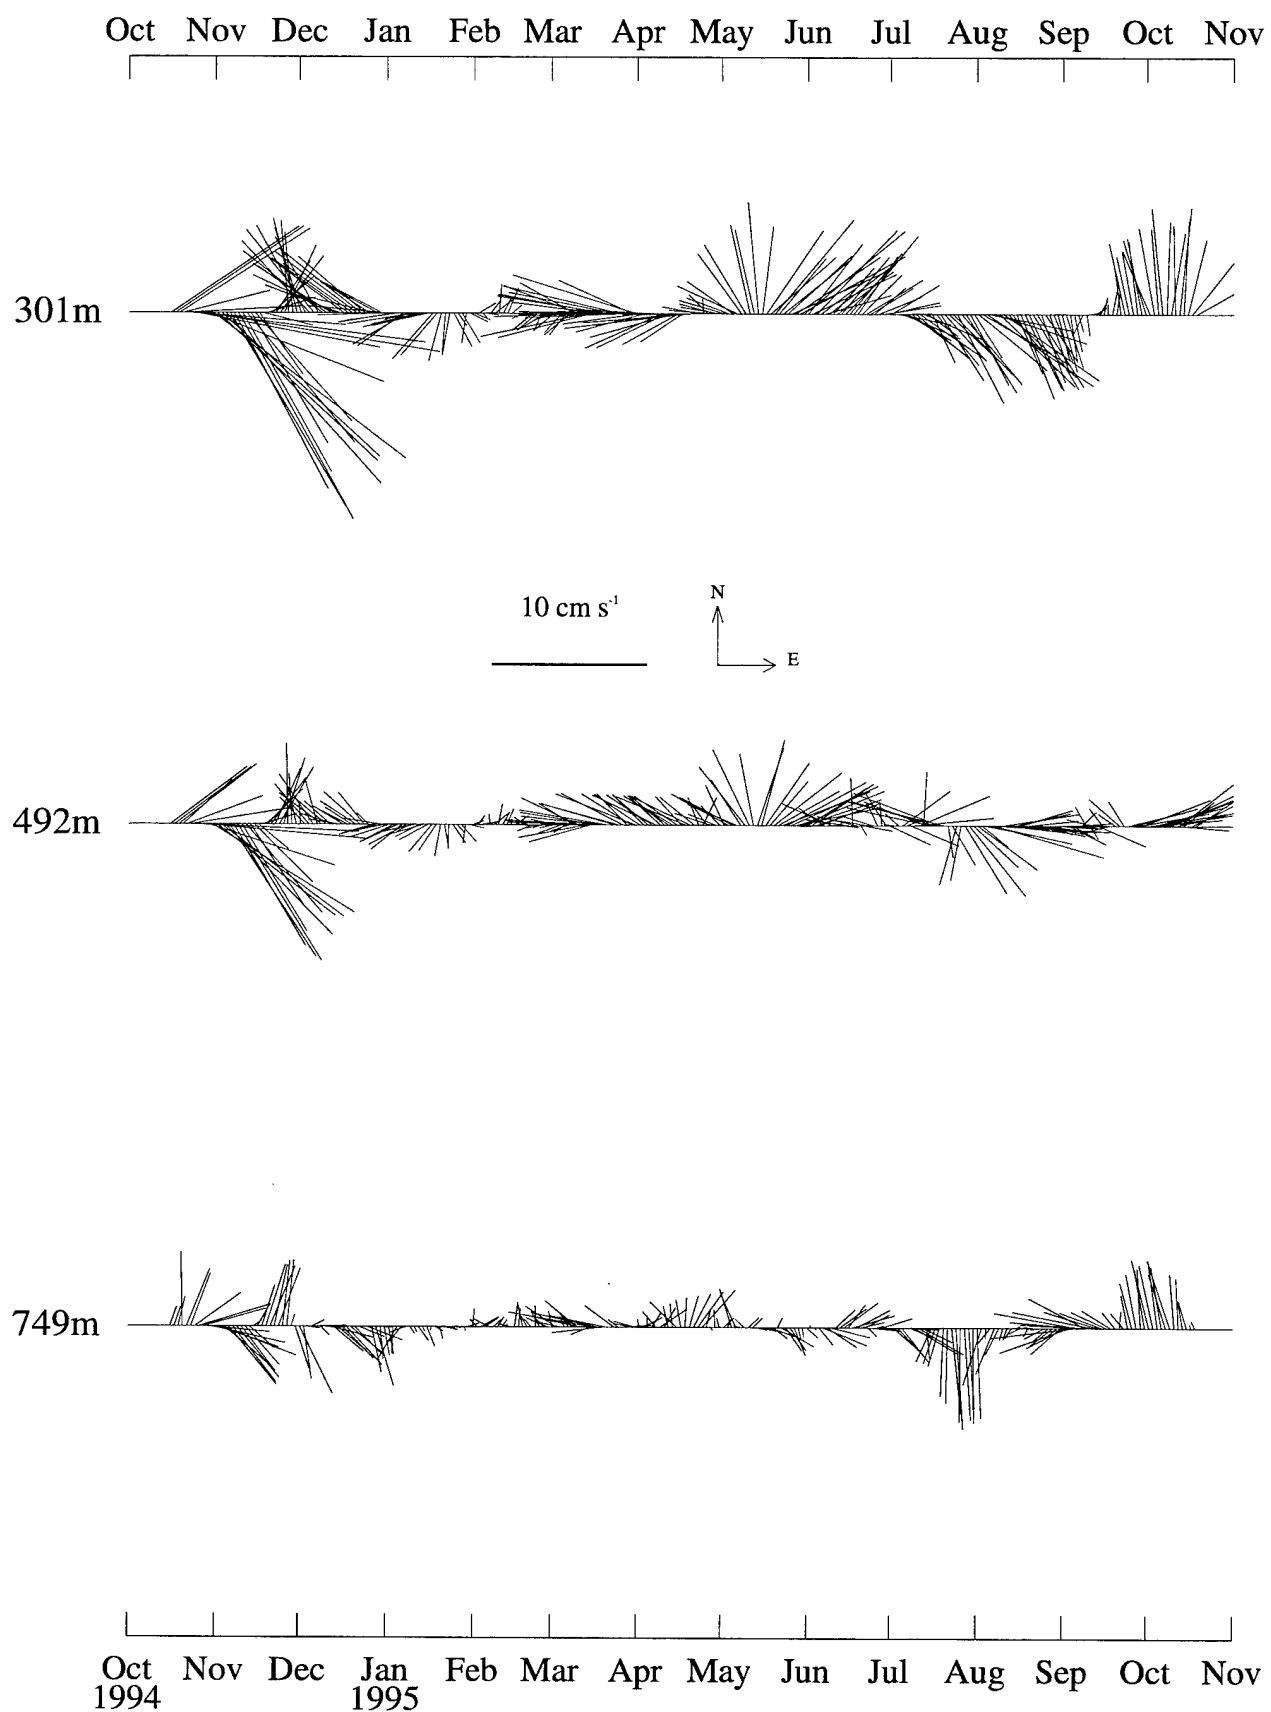 Oct Nov Dec Jan Feb Mar Apr May Jun Jul Aug Sep Oct Nov
301m
10 cm s⁻¹
N
E
492m
749m
Oct Nov Dec Jan Feb Mar Apr May Jun Jul Aug Sep Oct Nov
1994 1995